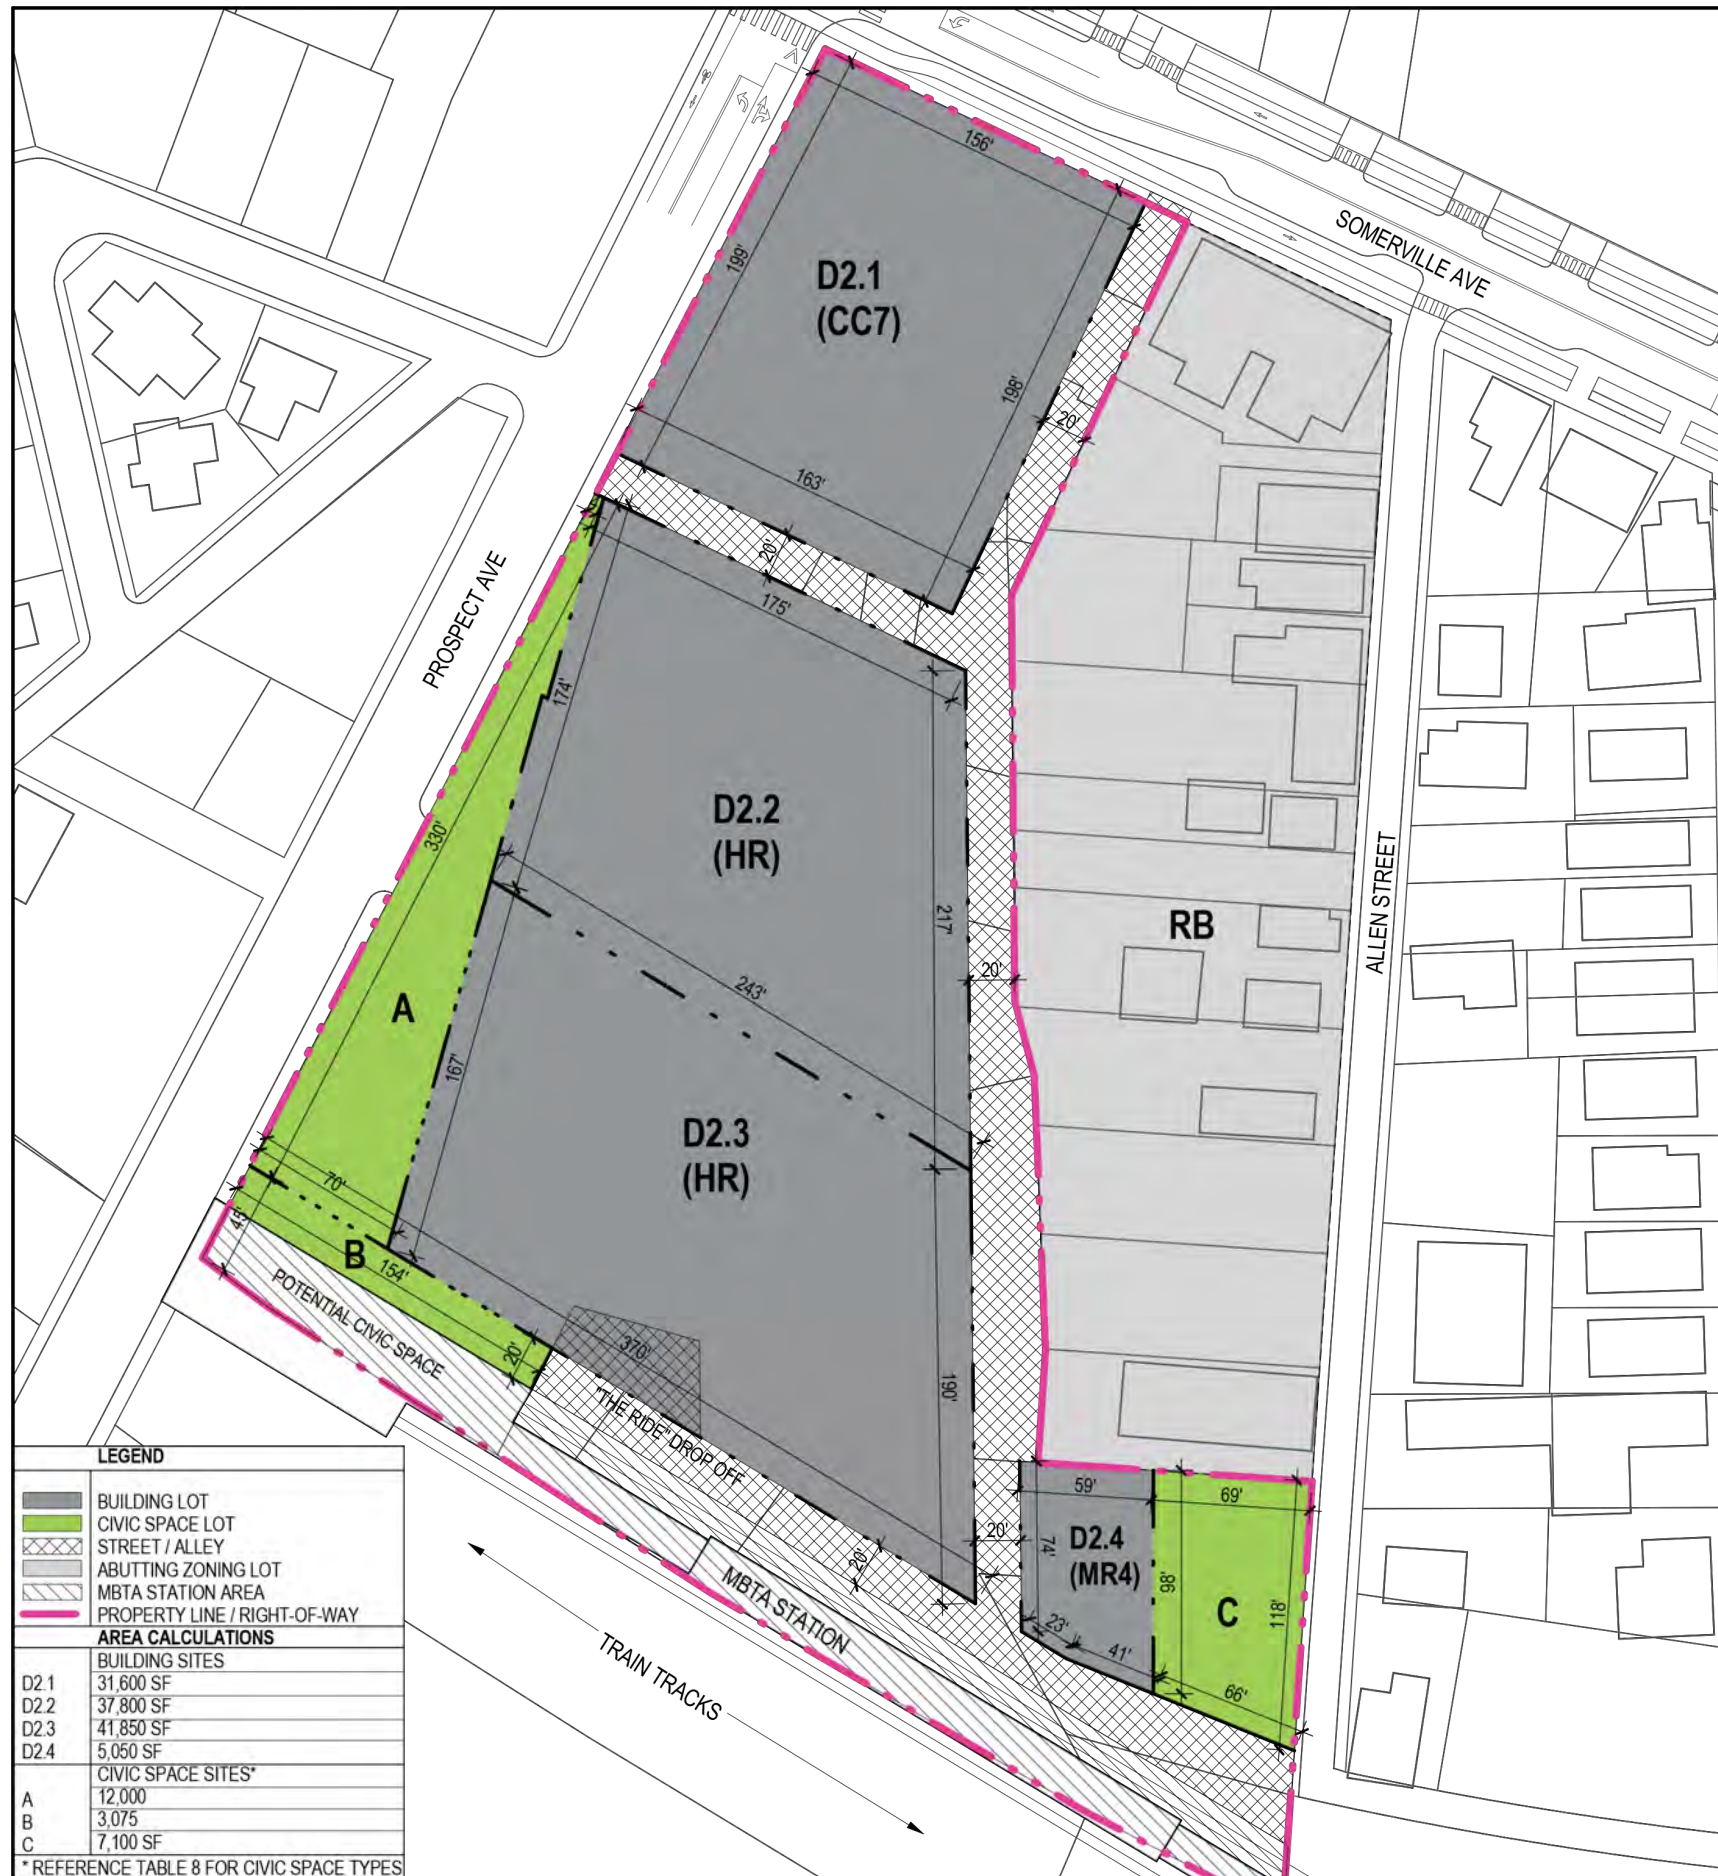 156'
SOMERVILLE AVE
199'
D2.1
(CC7)
198'
20'
163'
20'
175'
PROSPECT AVE
174'
330'
D2.2
(HR)
217'
243'
20'
RB
ALLEN STREET
A
167'
D2.3
(HR)
70'
45'
B
154'
POTENTIAL CIVIC SPACE
20'
370'
190'
"THE RIDE" DROP OFF
20'
59'
69'
20'
D2.4
(MR4)
74'
98'
C
118'
23'
41'
66'
MBTA STATION
TRAIN TRACKS
LEGEND
BUILDING LOT
CIVIC SPACE LOT
STREET / ALLEY
ABUTTING ZONING LOT
MBTA STATION AREA
PROPERTY LINE / RIGHT-OF-WAY
AREA CALCULATIONS
BUILDING SITES
D2.1 31,600 SF
D2.2 37,800 SF
D2.3 41,850 SF
D2.4 5,050 SF
CIVIC SPACE SITES*
A 12,000
B 3,075
C 7,100 SF
* REFERENCE TABLE 8 FOR CIVIC SPACE TYPES